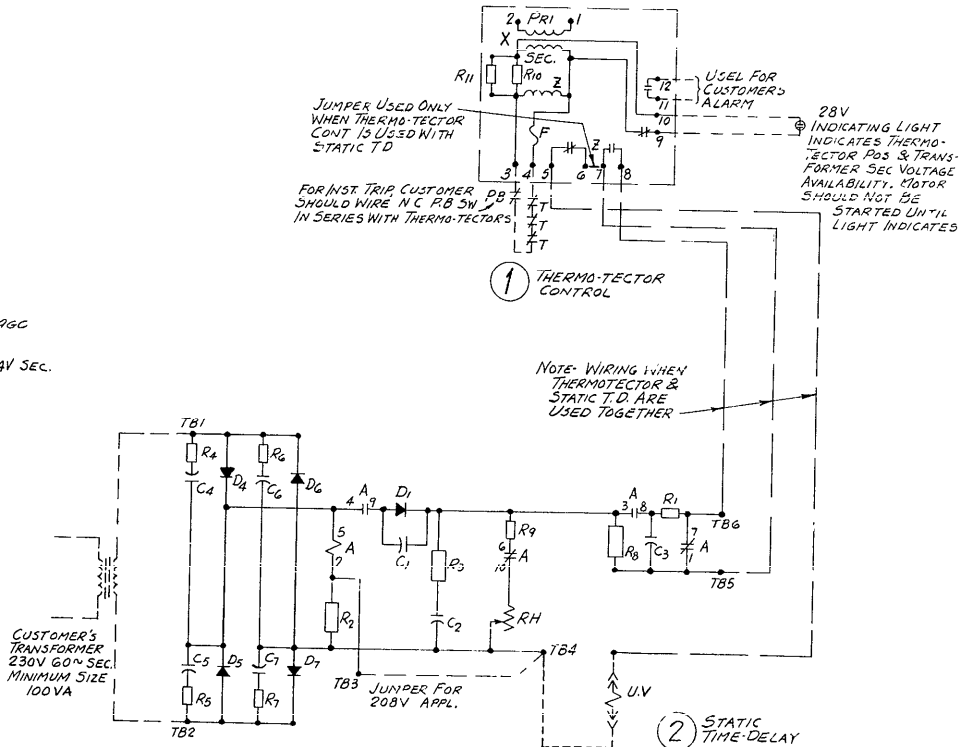 2 PRI 1
X
SEC.
R11
R10
Z
12
11
10
9
USEL FOR
CUSTOMERS
ALARM
JUMPER USED ONLY
WHEN THERMO-TECTOR
CONT IS USED WITH
STATIC TD
F
Z
3 4 5 6 7 8
28V
INDICATING LIGHT
INDICATES THERMO-
TECTOR POS & TRANS-
FORMER SEC VOLTAGE
AVAILABILITY. MOTOR
SHOULD NOT BE
STARTED UNTIL
LIGHT INDICATES
FOR INST. TRIP, CUSTOMER
SHOULD WIRE N C P.B SW
IN SERIES WITH THERMO-TECTORS
PB
T
T
T
1 THERMO-TECTOR
CONTROL
AGC
4V SEC.
NOTE- WIRING WHEN
THERMOTECTOR &
STATIC T.D. ARE
USED TOGETHER
TB1
R4
C4
D4
R6
C6
D6
4 A 9
D1
C1
5
A
7
R2
R3
C2
R9
6
A
10
RH
3 A 8
R1
R8
C3
7
A
1
TB6
TB5
C5
R5
D5
C7
R7
D7
TB2
TB3
TB4
CUSTOMER'S
TRANSFORMER
230V 60~ SEC.
MINIMUM SIZE
100VA
JUMPER FOR
208V APPL.
U.V
2 STATIC
TIME-DELAY